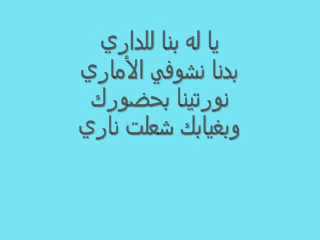 يا له بنا للداري
بدنا نشوفي الأماري
نورتينا بحضورك
وبغيابك شعلت ناري